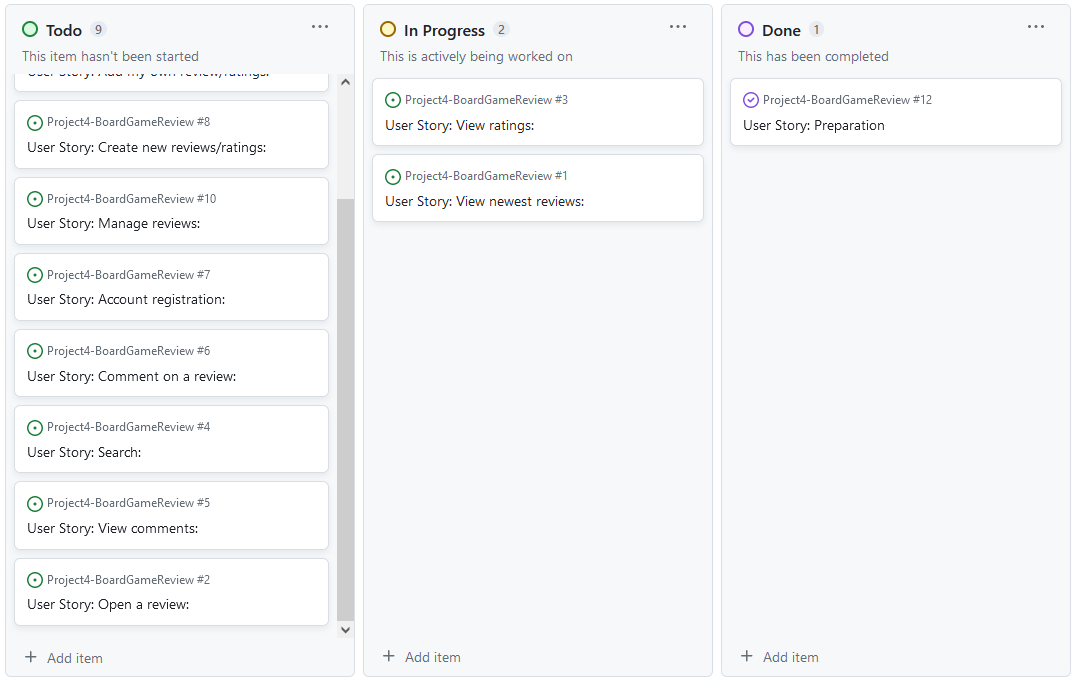 Todo 9
This item hasn't been started
User Story: Add my own review/ratings:
Project4-BoardGameReview #8
User Story: Create new reviews/ratings:
Project4-BoardGameReview #10
User Story: Manage reviews:
Project4-BoardGameReview #7
User Story: Account registration:
Project4-BoardGameReview #6
User Story: Comment on a review:
Project4-BoardGameReview #4
User Story: Search:
Project4-BoardGameReview #5
User Story: View comments:
Project4-BoardGameReview #2
User Story: Open a review:
+ Add item
In Progress 2
This is actively being worked on
Project4-BoardGameReview #3
User Story: View ratings:
Project4-BoardGameReview #1
User Story: View newest reviews:
+ Add item
Done 1
This has been completed
Project4-BoardGameReview #12
User Story: Preparation
+ Add item